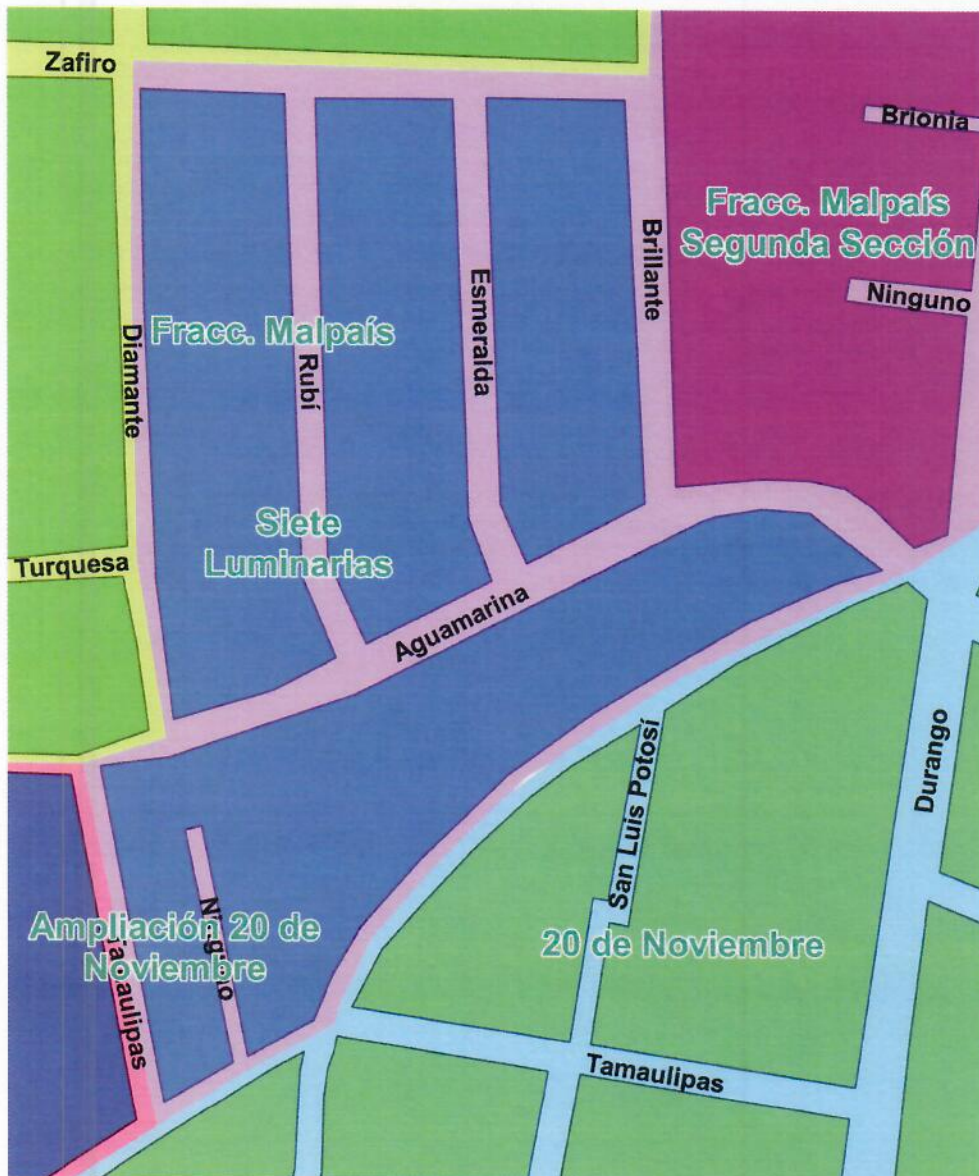 Zafiro
Brionia
Fracc. Malpaís
Segunda Sección
Brillante
Esmeralda
Ninguno
Fracc. Malpaís
Diamante
Rubí
Siete
Luminarias
Turquesa
Aguamarina
San Luis Potosí
Durango
Ninguno
Ampliación 20 de
Noviembre
20 de Noviembre
Tamaulipas